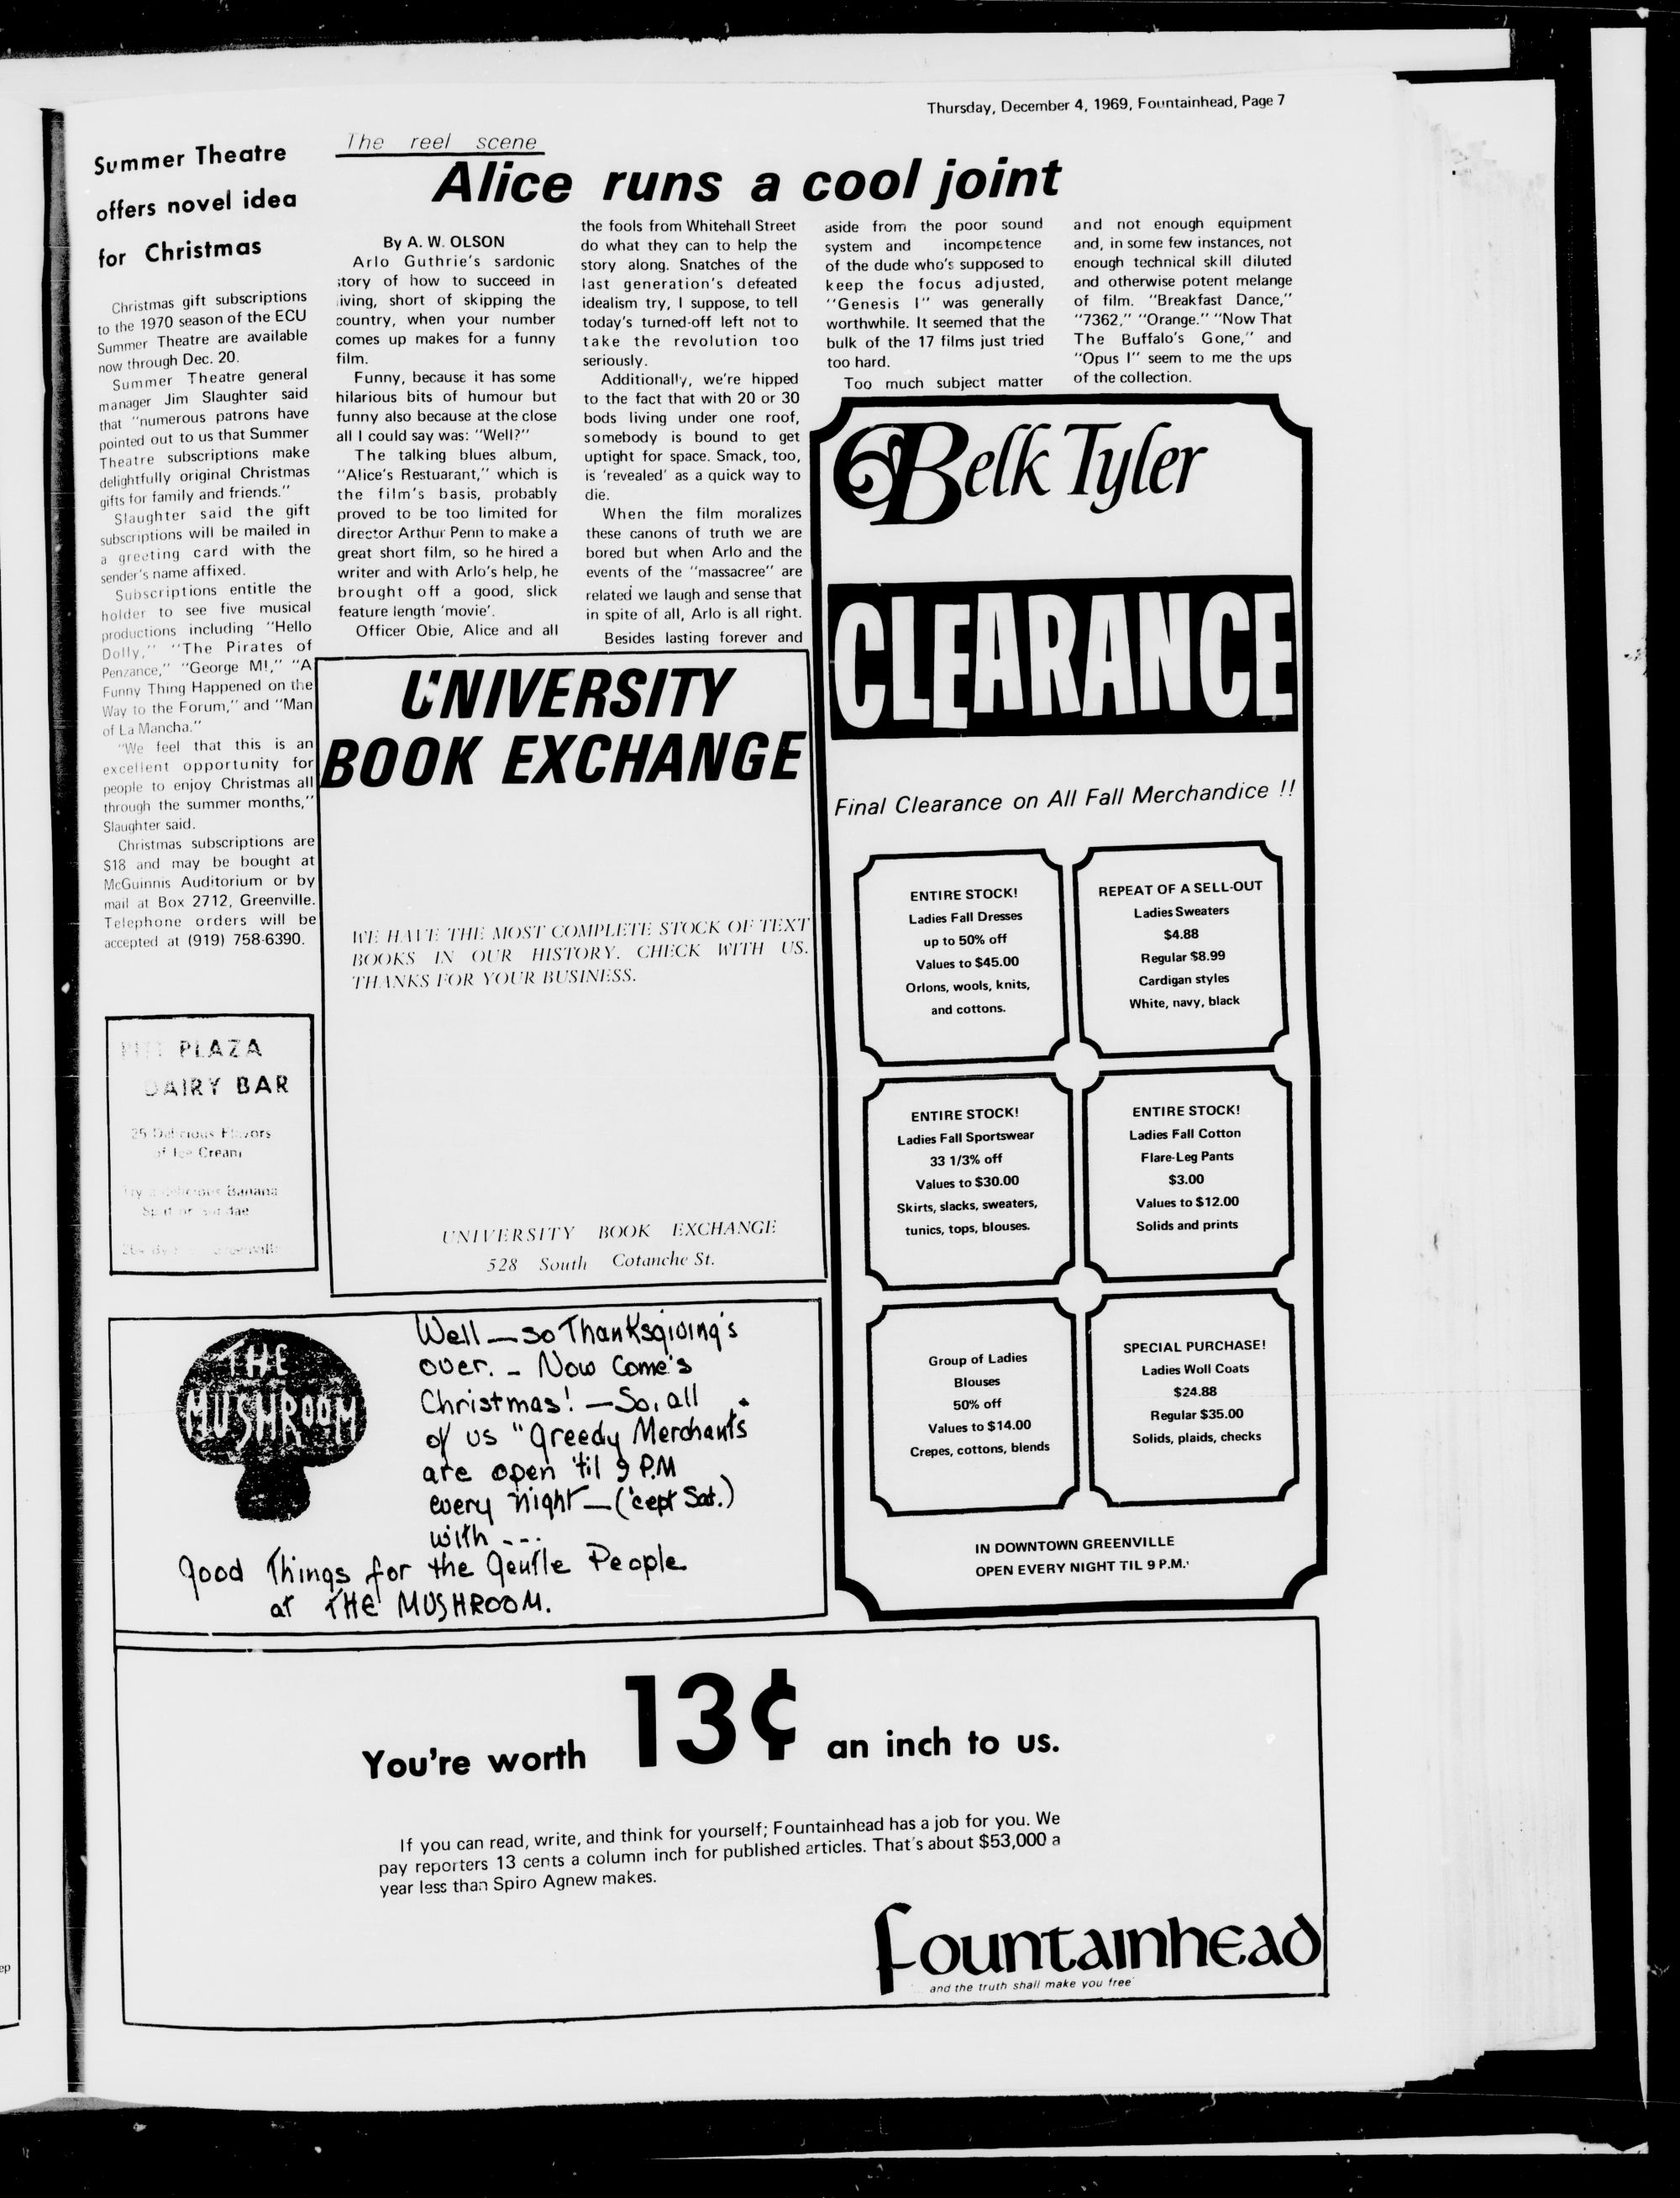 Thursday, December 4, 1969, Fountainhead, Page 7
Summer Theatre
offers novel idea
for Christmas
Christmas gift subscriptions
to the 1970 season of the ECU
Summer Theatre are available
now through Dec. 20.
Summer Theatre general
manager Jim Slaughter said
that "numerous patrons have
pointed out to us that Summer
Theatre subscriptions make
delightfully original Christmas
gifts for family and friends."
Slaughter said the gift
subscriptions will be mailed in
a greeting card with the
sender's name affixed.
Subscriptions entitle the
holder to see five musical
productions including "Hello
Dolly," "The Pirates of
Penzance," "George M!," "A
Funny Thing Happened on the
Way to the Forum," and "Man
of La Mancha."
"We feel that this is an
excellent opportunity for
people to enjoy Christmas all
through the summer months,"
Slaughter said.
Christmas subscriptions are
$18 and may be bought at
McGuinnis Auditorium or by
mail at Box 2712, Greenville.
Telephone orders will be
accepted at (919) 758-6390.
The reel scene
Alice runs a cool joint
By A. W. OLSON
Arlo Guthrie's sardonic
story of how to succeed in
living, short of skipping the
country, when your number
comes up makes for a funny
film.
Funny, because it has some
hilarious bits of humour but
funny also because at the close
all I could say was: "Well?"
The talking blues album,
"Alice's Restuarant," which is
the film's basis, probably
proved to be too limited for
director Arthur Penn to make a
great short film, so he hired a
writer and with Arlo's help, he
brought off a good, slick
feature length 'movie'.
Officer Obie, Alice and all
the fools from Whitehall Street
do what they can to help the
story along. Snatches of the
last generation's defeated
idealism try, I suppose, to tell
today's turned-off left not to
take the revolution too
seriously.
Additionally, we're hipped
to the fact that with 20 or 30
bods living under one roof,
somebody is bound to get
uptight for space. Smack, too,
is 'revealed' as a quick way to
die.
When the film moralizes
these canons of truth we are
bored but when Arlo and the
events of the "massacree" are
related we laugh and sense that
in spite of all, Arlo is all right.
Besides lasting forever and
aside from the poor sound
system and incompetence
of the dude who's supposed to
keep the focus adjusted,
"Genesis I" was generally
worthwhile. It seemed that the
bulk of the 17 films just tried
too hard.
Too much subject matter
and not enough equipment
and, in some few instances, not
enough technical skill diluted
and otherwise potent melange
of film. "Breakfast Dance,"
"7362," "Orange." "Now That
The Buffalo's Gone," and
"Opus I" seem to me the ups
of the collection.
PLAZA
DAIRY BAR
25 Delicious Flavors
of Ice Cream
Banana
UNIVERSITY
BOOK EXCHANGE
WE HAVE THE MOST COMPLETE STOCK OF TEXT
BOOKS IN OUR HISTORY. CHECK WITH US.
THANKS FOR YOUR BUSINESS.
UNIVERSITY BOOK EXCHANGE
528 South Cotanche St.
Belk Tyler
CLEARANCE
Final Clearance on All Fall Merchandice !!
ENTIRE STOCK!
Ladies Fall Dresses
up to 50% off
Values to $45.00
Orlons, wools, knits,
and cottons.
REPEAT OF A SELL-OUT
Ladies Sweaters
$4.88
Regular $8.99
Cardigan styles
White, navy, black
ENTIRE STOCK!
Ladies Fall Sportswear
33 1/3% off
Values to $30.00
Skirts, slacks, sweaters,
tunics, tops, blouses.
ENTIRE STOCK!
Ladies Fall Cotton
Flare-Leg Pants
$3.00
Values to $12.00
Solids and prints
Group of Ladies
Blouses
50% off
Values to $14.00
Crepes, cottons, blends
SPECIAL PURCHASE!
Ladies Woll Coats
$24.88
Regular $35.00
Solids, plaids, checks
IN DOWNTOWN GREENVILLE
OPEN EVERY NIGHT TIL 9 P.M.
THE
MUSHROOM
Well — so Thanksgiving's
over. - Now Come's
Christmas! — So, all
of us "Greedy Merchants
are open 'til 9 P.M
every night — ('cept Sat.)
with ---
Good Things for the Gentle People
at THE MUSHROOM.
You're worth 13¢ an inch to us.
If you can read, write, and think for yourself; Fountainhead has a job for you. We
pay reporters 13 cents a column inch for published articles. That's about $53,000 a
year less than Spiro Agnew makes.
Fountainhead
and the truth shall make you free